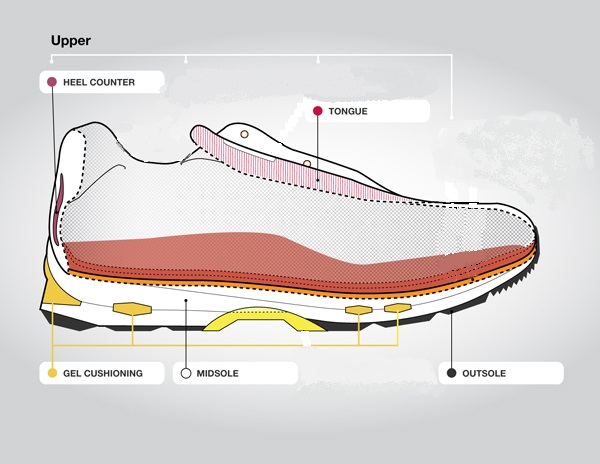 Upper
HEEL COUNTER
TONGUE
GEL CUSHIONING
MIDSOLE
OUTSOLE